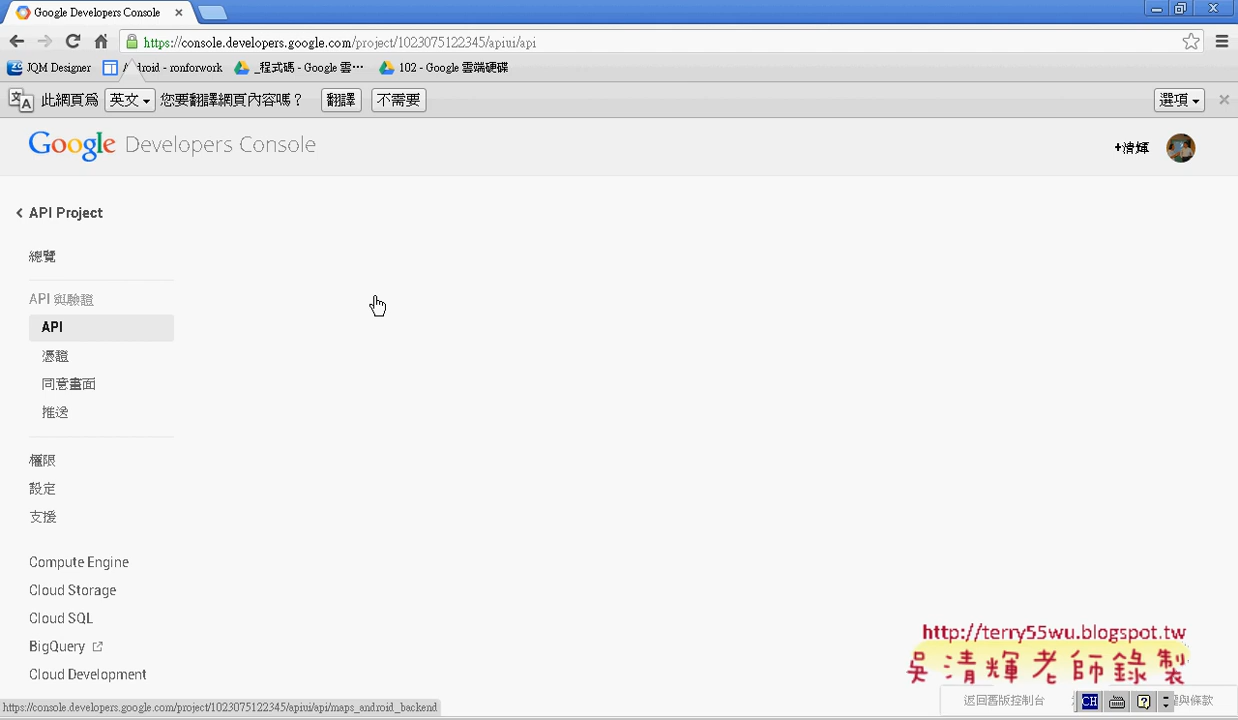 Google Developers Console
https://console.developers.google.com/project/1023075122345/apiui/api
JQM Designer
droid - ronforwork
_程式碼 - Google 雲…
102 - Google 雲端硬碟
此網頁為 英文 您要翻譯網頁內容嗎？ 翻譯 不需要 選項
Google Developers Console
+清輝
API Project
總覽
API 與驗證
API
憑證
同意畫面
推送
權限
設定
支援
Compute Engine
Cloud Storage
Cloud SQL
BigQuery
Cloud Development
http://terry55wu.blogspot.tw
吳清輝老師錄製
返回舊版控制台
CH
與條款
https://console.developers.google.com/project/1023075122345/apiui/api/maps_android_backend